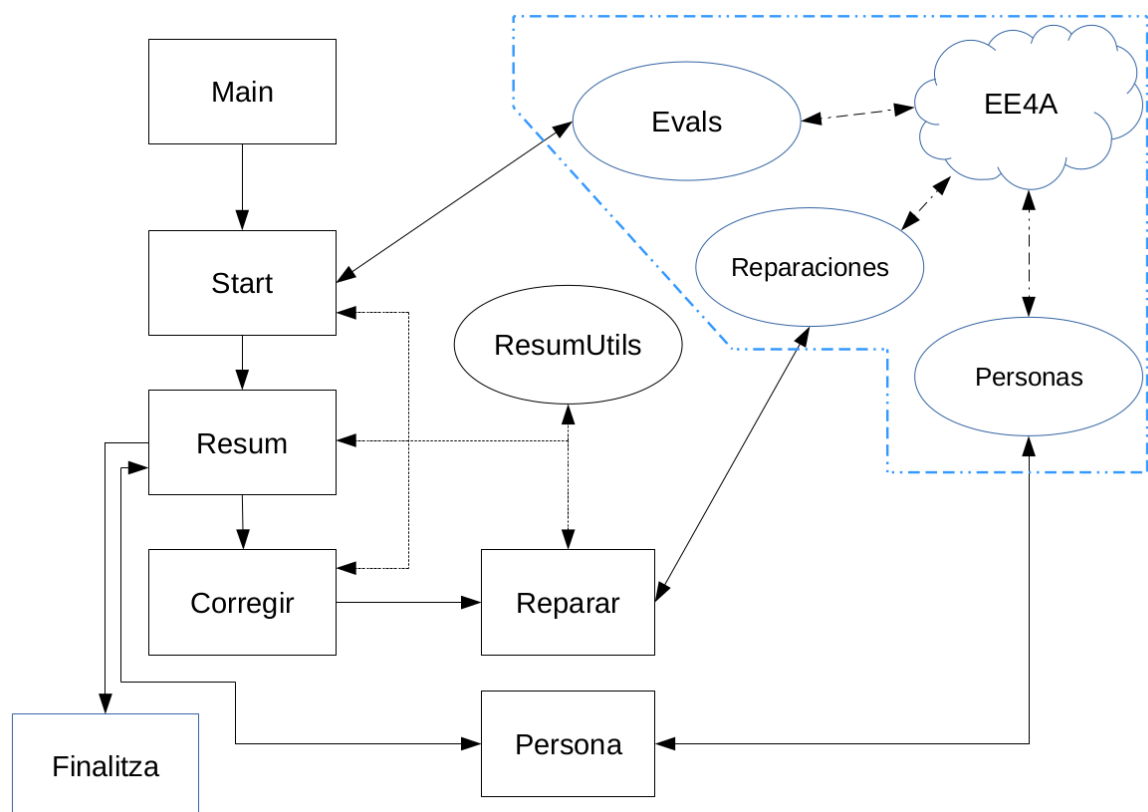 Main
Evals
EE4A
Start
Reparaciones
ResumUtils
Personas
Resum
Corregir
Reparar
Persona
Finalitza